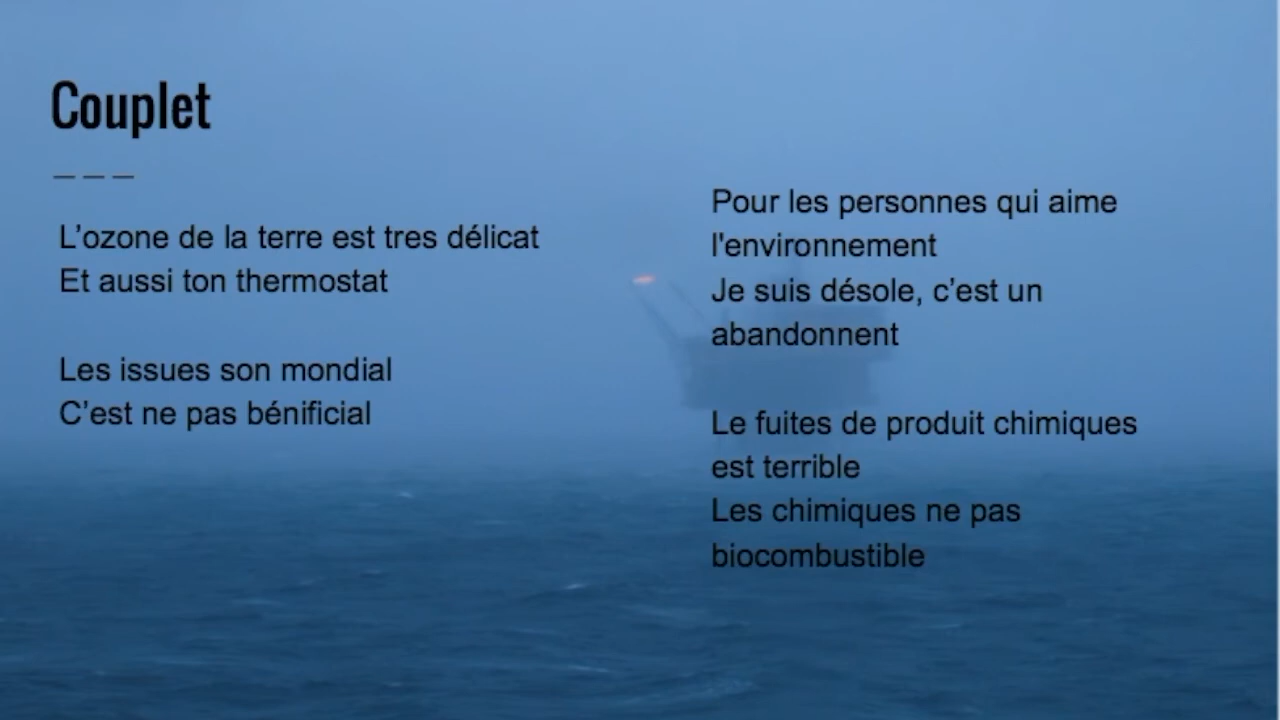 Couplet
L’ozone de la terre est tres délicat
Et aussi ton thermostat
Les issues son mondial
C’est ne pas bénificial
Pour les personnes qui aime
l'environnement
Je suis désole, c’est un
abandonnent
Le fuites de produit chimiques
est terrible
Les chimiques ne pas
biocombustible